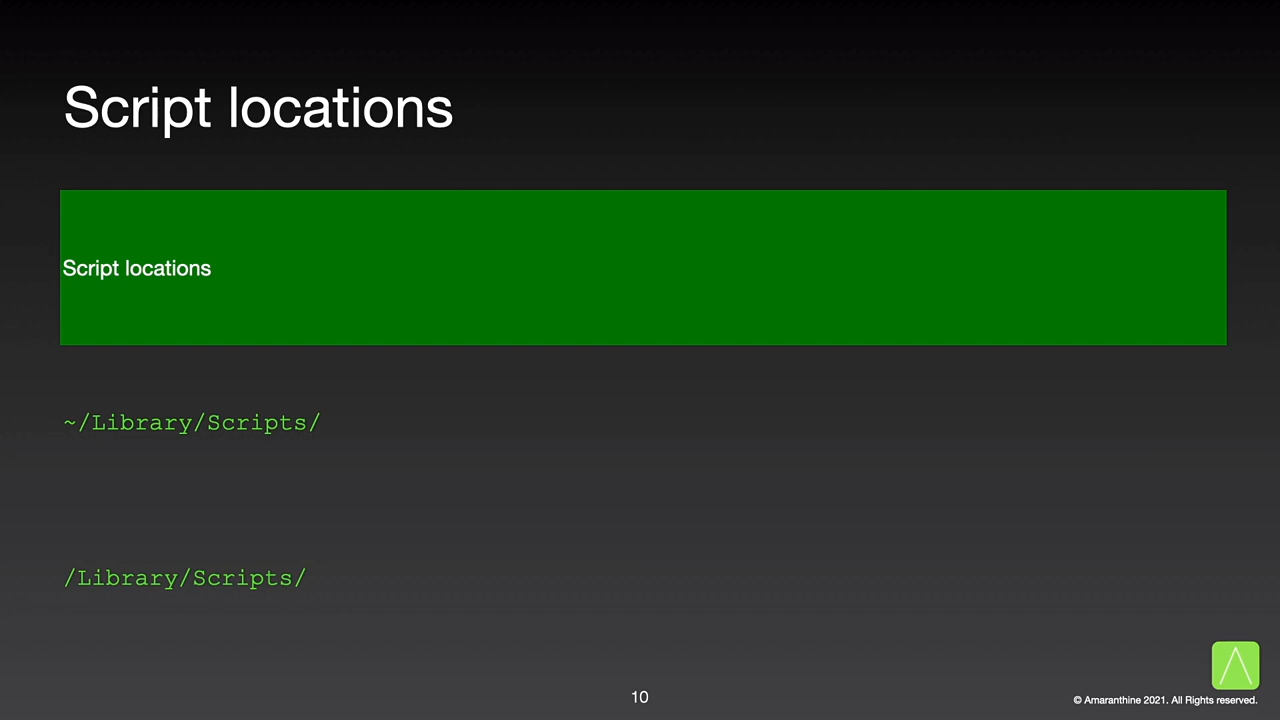 Script locations
Script locations
~/Library/Scripts/
/Library/Scripts/
10
© Amaranthine 2021. All Rights reserved.